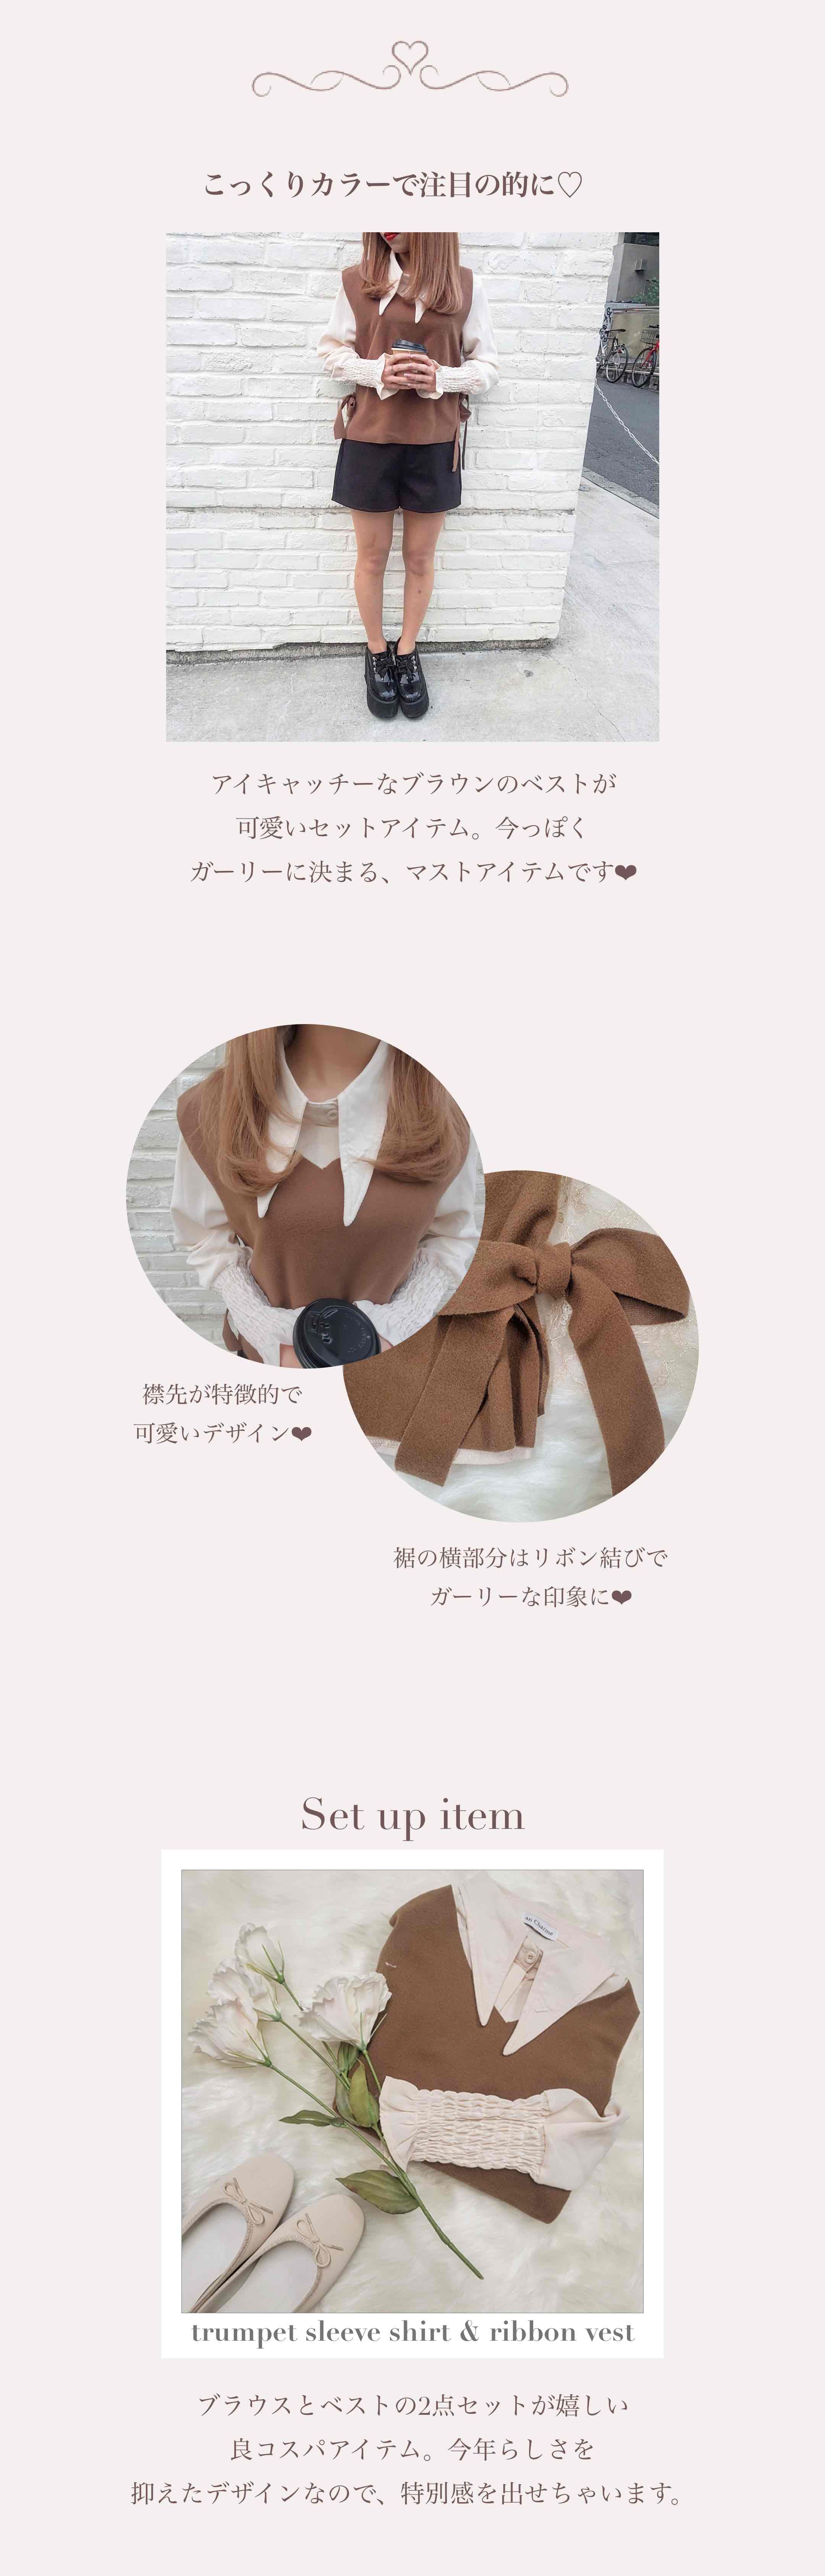 こっくりカラーで注目の的に♡
アイキャッチーなブラウンのベストが
可愛いセットアイテム。今っぽく
ガーリーに決まる、マストアイテムです❤
襟先が特徴的で
可愛いデザイン❤
裾の横部分はリボン結びで
ガーリーな印象に❤
Set up item
an Charme
trumpet sleeve shirt & ribbon vest
ブラウスとベストの2点セットが嬉しい
良コスパアイテム。今年らしさを
抑えたデザインなので、特別感を出せちゃいます。